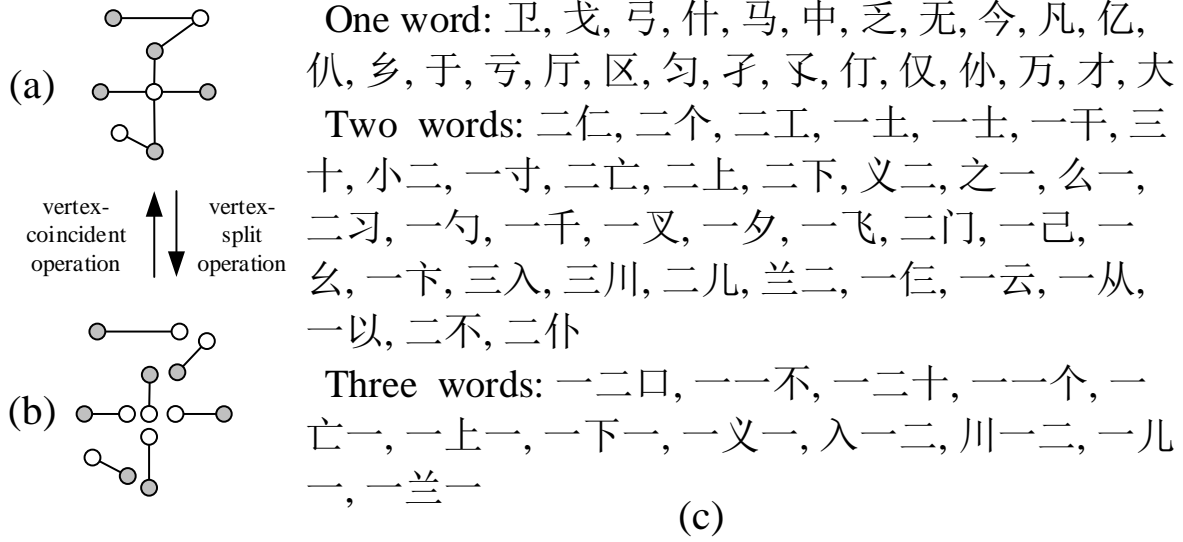 (a)
vertex-
coincident
operation
vertex-
split
operation
(b)
One word: 卫, 戈, 弓, 什, 马, 中, 乏, 无, 今, 凡, 亿,
仈, 乡, 于, 亏, 厅, 区, 匀, 仃, 仅, 万, 才, 大
Two words: 二仁, 二个, 二工, 一土, 一士, 一干, 三
十, 小二, 一寸, 二亡, 二上, 二下, 义二, 之一, 么一,
二习, 一勺, 一千, 一叉, 一夕, 一飞, 二门, 一己, 一
幺, 一卞, 三入, 三川, 二儿, 兰二, 一仨, 一云, 一从,
一以, 二不, 二仆
Three words: 一二口, 一一不, 一二十, 一一个, 一
亡一, 一上一, 一下一, 一义一, 入一二, 川一二, 一儿
一, 一兰一
(c)